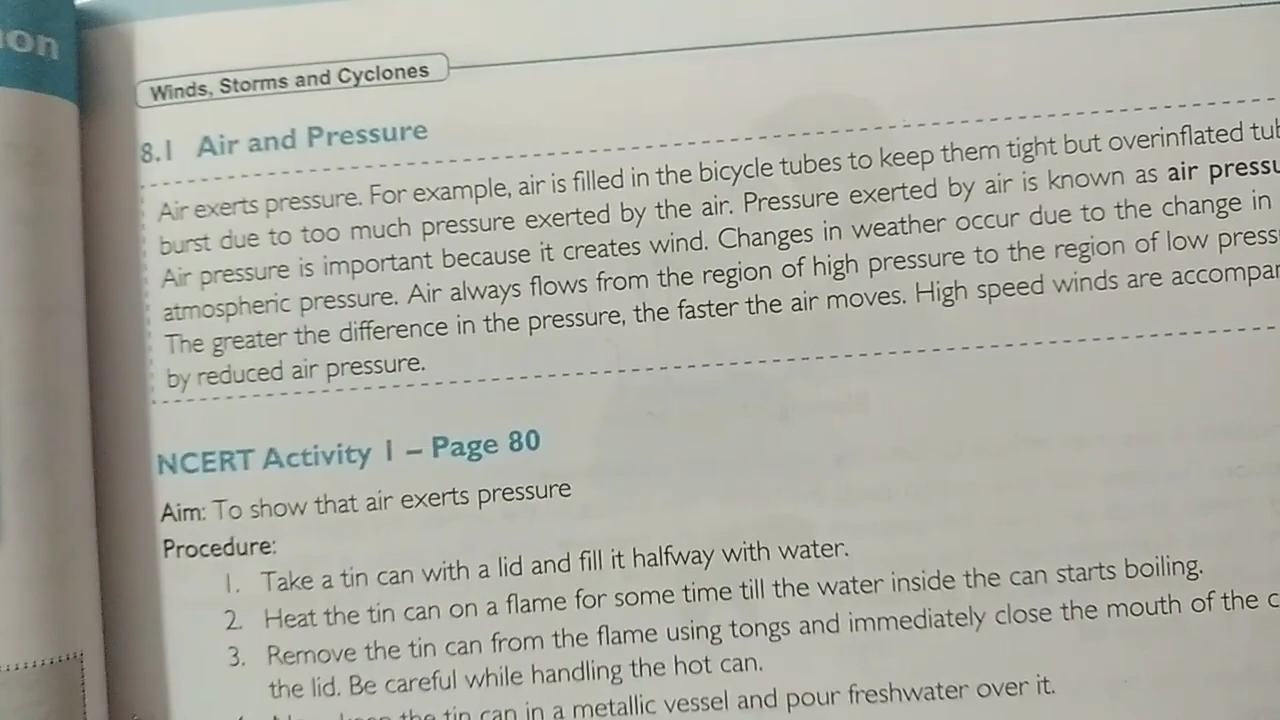 Winds, Storms and Cyclones
8.1 Air and Pressure
Air exerts pressure. For example, air is filled in the bicycle tubes to keep them tight but overinflated
burst due to too much pressure exerted by the air. Pressure exerted by air is known as air
Air pressure is important because it creates wind. Changes in weather occur due to the change in
atmospheric pressure. Air always flows from the region of high pressure to the region of low
The greater the difference in the pressure, the faster the air moves. High speed winds are
by reduced air pressure.
NCERT Activity 1 – Page 80
Aim: To show that air exerts pressure
Procedure:
1. Take a tin can with a lid and fill it halfway with water.
2. Heat the tin can on a flame for some time till the water inside the can starts boiling.
3. Remove the tin can from the flame using tongs and immediately close the mouth of the
the lid. Be careful while handling the hot can.
the tin can in a metallic vessel and pour freshwater over it.